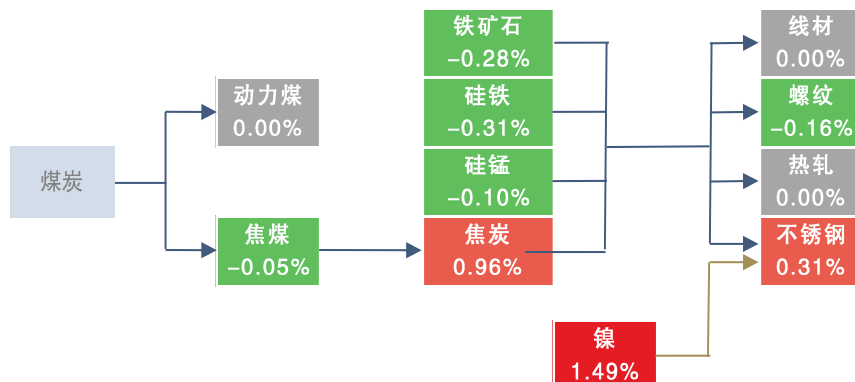 煤炭
动力煤
0.00%
焦煤
-0.05%
铁矿石
-0.28%
硅铁
-0.31%
硅锰
-0.10%
焦炭
0.96%
镍
1.49%
线材
0.00%
螺纹
-0.16%
热轧
0.00%
不锈钢
0.31%